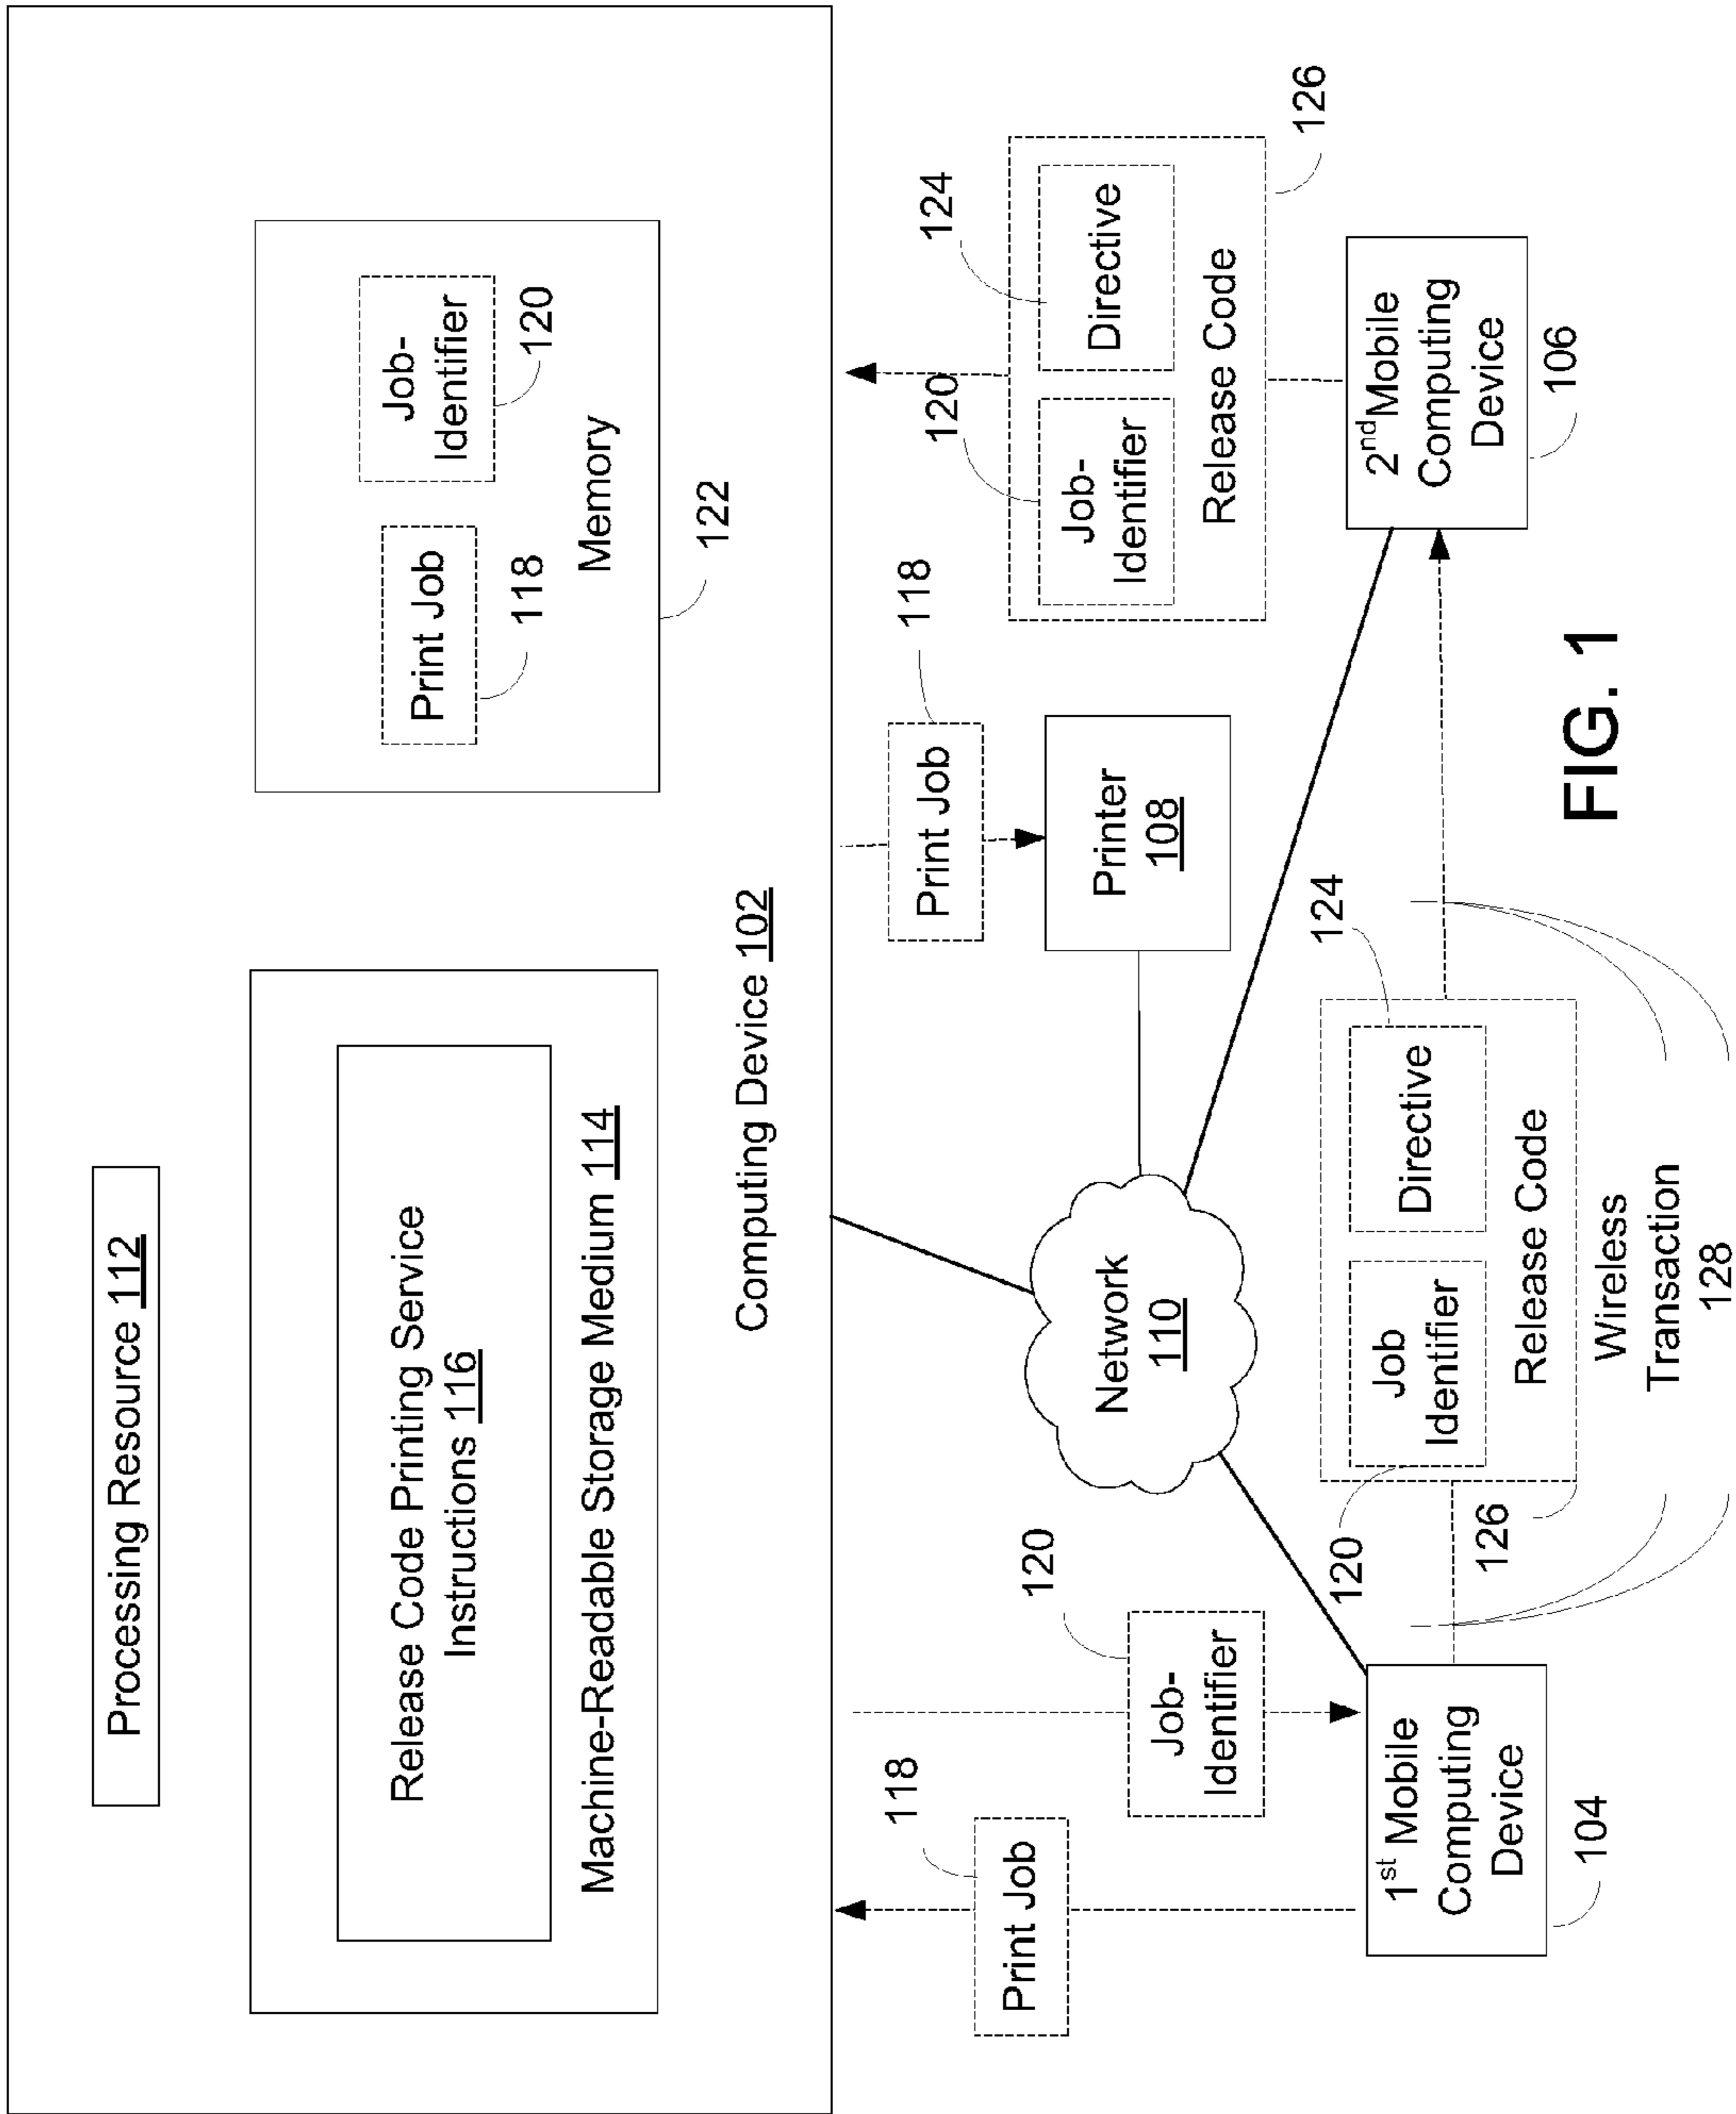 Processing Resource 112
Release Code Printing Service
Instructions 116
Machine-Readable Storage Medium 114
Print Job
118
Job-
Identifier
120
Memory
122
Computing Device 102
118
Print Job
120
Job-
Identifier
1st Mobile
Computing
Device
104
Network
110
118
Print Job
Printer
108
120
124
Job-
Identifier
Directive
Release Code
126
2nd Mobile
Computing
Device
106
124
Job
Identifier
Directive
Release Code
120
126
Wireless
Transaction
128
FIG. 1